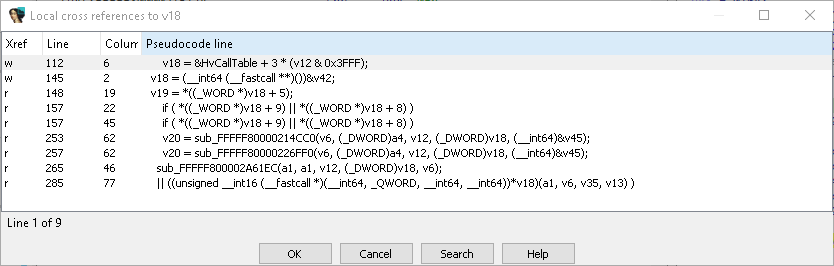 Local cross references to v18
Xref Line Colurr Pseudocode line
w 112 6 v18 = &HvCallTable + 3 * (v12 & 0x3FFF);
w 145 2 v18 = (__int64 (__fastcall **)())&v42;
r 148 19 v19 = *((_WORD *)v18 + 5);
r 157 22 if ( *((_WORD *)v18 + 9) || *((_WORD *)v18 + 8) )
r 157 45 if ( *((_WORD *)v18 + 9) || *((_WORD *)v18 + 8) )
r 253 62 v20 = sub_FFFFF80000214CC0(v6, (_DWORD)a4, v12, (_DWORD)v18, (__int64)&v45);
r 257 62 v20 = sub_FFFFF80000226FF0(v6, (_DWORD)a4, v12, (_DWORD)v18, (__int64)&v45);
r 265 46 sub_FFFFF800002A61EC(a1, a1, v12, (_DWORD)v18, v6);
r 285 77 || ((unsigned __int16 (__fastcall *)(__int64, _QWORD, __int64, __int64))*v18)(a1, v6, v35, v13) )
Line 1 of 9
OK Cancel Search Help